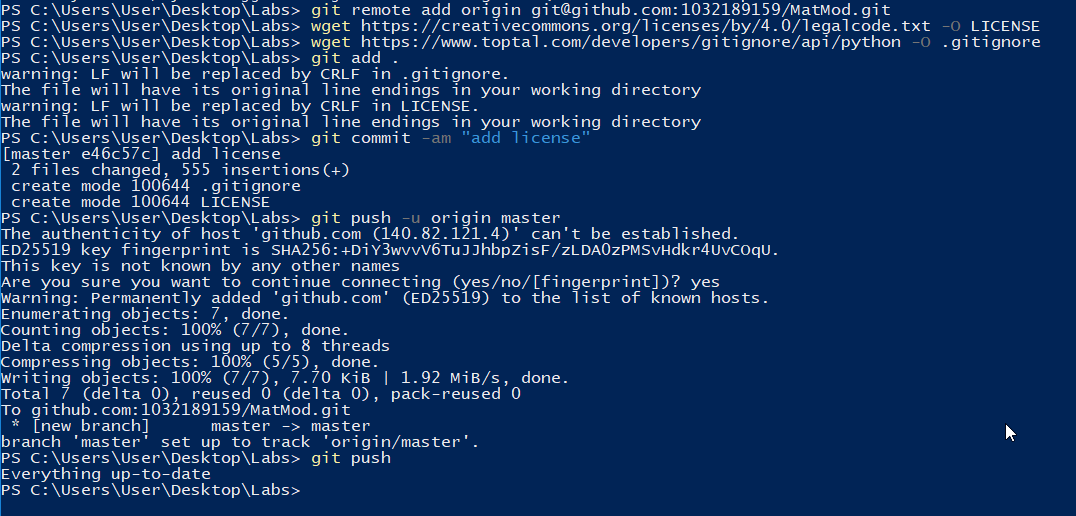 PS C:\Users\User\Desktop\Labs> git remote add origin git@github.com:1032189159/MatMod.git
PS C:\Users\User\Desktop\Labs> wget https://creativecommons.org/licenses/by/4.0/legalcode.txt -O LICENSE
PS C:\Users\User\Desktop\Labs> wget https://www.toptal.com/developers/gitignore/api/python -O .gitignore
PS C:\Users\User\Desktop\Labs> git add .
warning: LF will be replaced by CRLF in .gitignore.
The file will have its original line endings in your working directory
warning: LF will be replaced by CRLF in LICENSE.
The file will have its original line endings in your working directory
PS C:\Users\User\Desktop\Labs> git commit -am "add license"
[master e46c57c] add license
 2 files changed, 555 insertions(+)
 create mode 100644 .gitignore
 create mode 100644 LICENSE
PS C:\Users\User\Desktop\Labs> git push -u origin master
The authenticity of host 'github.com (140.82.121.4)' can't be established.
ED25519 key fingerprint is SHA256:+DiY3wvvV6TuJJhbpZisF/zLDA0zPMSvHdkr4UvCOqU.
This key is not known by any other names
Are you sure you want to continue connecting (yes/no/[fingerprint])? yes
Warning: Permanently added 'github.com' (ED25519) to the list of known hosts.
Enumerating objects: 7, done.
Counting objects: 100% (7/7), done.
Delta compression using up to 8 threads
Compressing objects: 100% (5/5), done.
Writing objects: 100% (7/7), 7.70 KiB | 1.92 MiB/s, done.
Total 7 (delta 0), reused 0 (delta 0), pack-reused 0
To github.com:1032189159/MatMod.git
 * [new branch]      master -> master
branch 'master' set up to track 'origin/master'.
PS C:\Users\User\Desktop\Labs> git push
Everything up-to-date
PS C:\Users\User\Desktop\Labs>